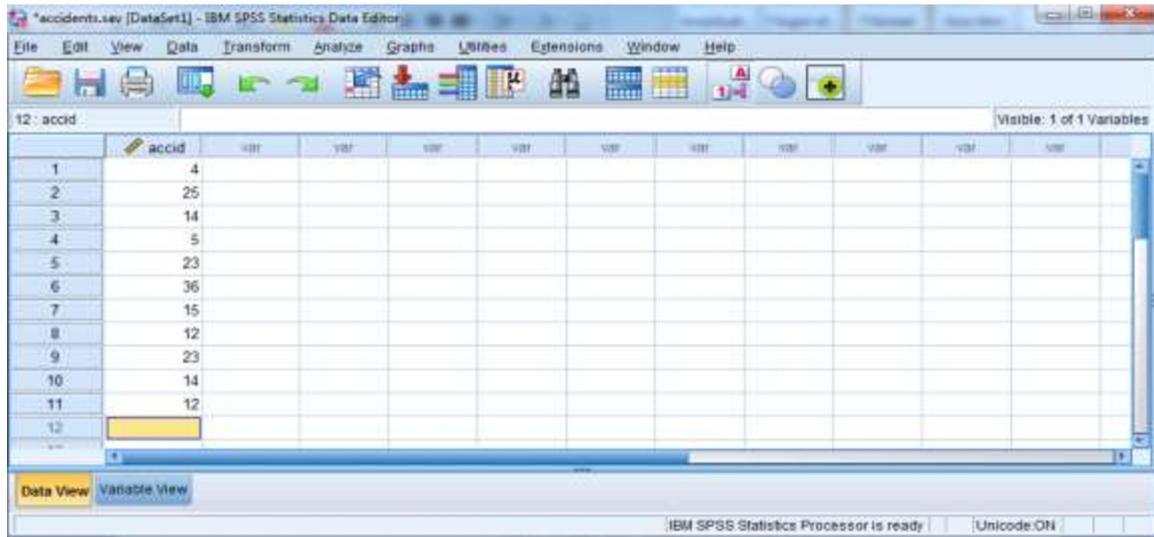 *accidents.sav [DataSet1] - IBM SPSS Statistics Data Editor
File Edit View Data Transform Analyze Graphs Utilities Extensions Window Help
12 : accid Visible: 1 of 1 Variables
accid var var var var var var var var var var
1 4
2 25
3 14
4 5
5 23
6 36
7 15
8 12
9 23
10 14
11 12
12
Data View Variable View
IBM SPSS Statistics Processor is ready Unicode:ON